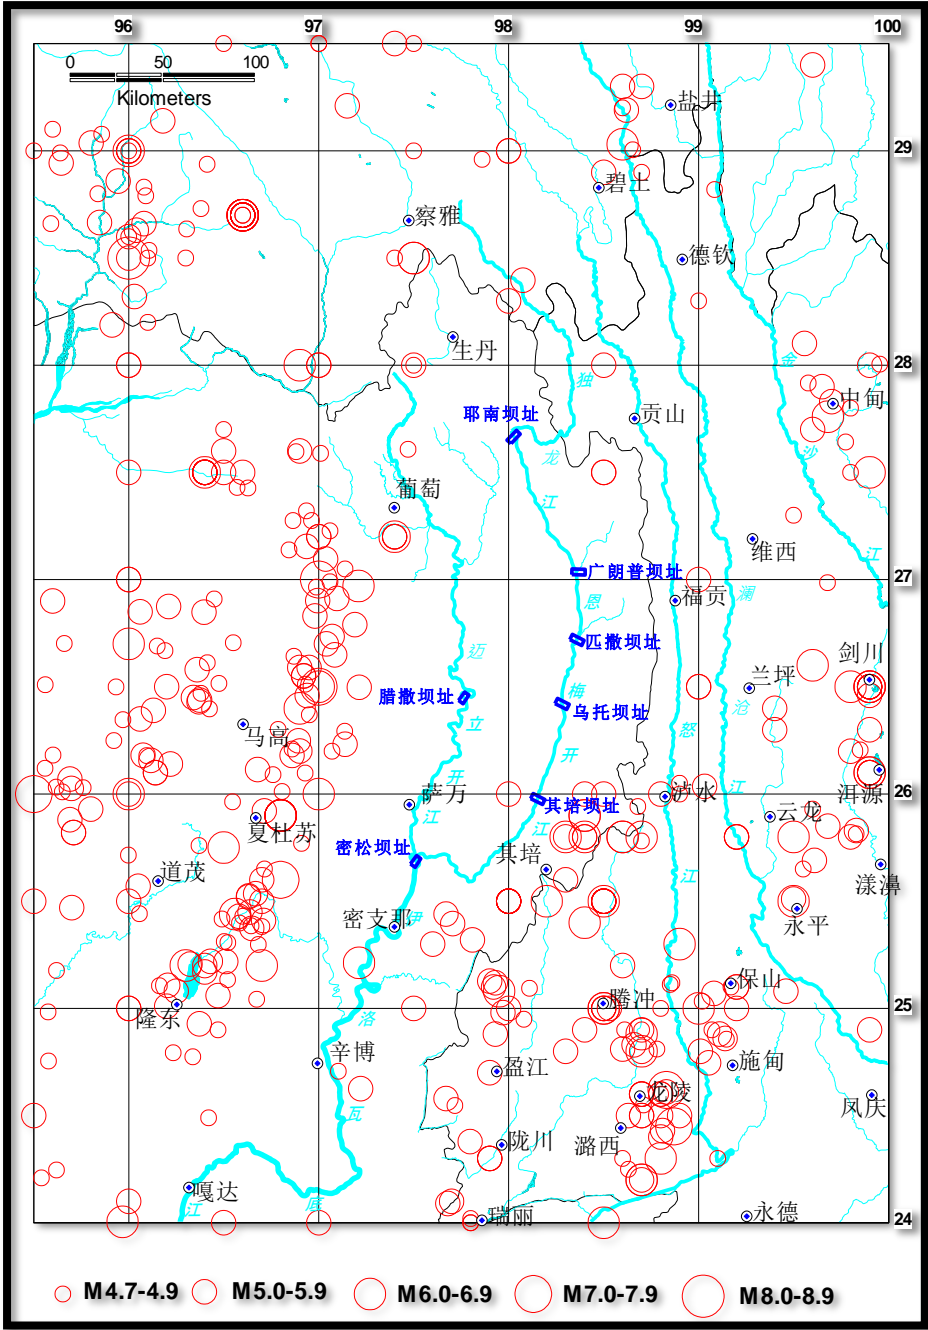 96 97 98 99 100
0 50 100
Kilometers
盐井
29
碧土
察雅
德钦
生丹
28
金
独
中甸
耶南坝址
贡山
龙
沙
葡萄
江
维西
江
27
广朗普坝址
恩
福贡
澜
匹撒坝址
迈
剑川
兰坪
腊撒坝址
梅
沧
乌托坝址
立
怒
马高
开
开
江
26
萨万
泸水
洱源
其培坝址
江
云龙
夏杜苏
江
密松坝址
其培
漾濞
道茂
江
密支那
伊
永平
保山
25
腾冲
隆东
洛
辛博
盈江
施甸
龙陵
凤庆
瓦
陇川
潞西
嘎达
江
底
瑞丽
永德
24
M4.7-4.9 M5.0-5.9 M6.0-6.9 M7.0-7.9 M8.0-8.9